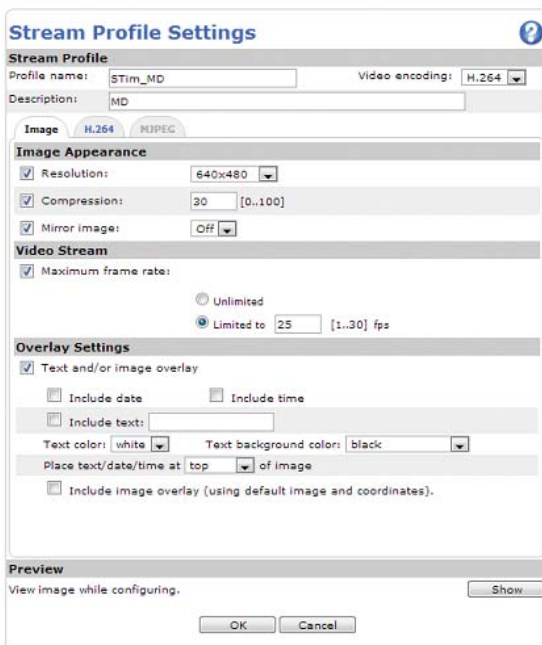 Stream Profile Settings
?
Stream Profile
Profile name: STim_MD Video encoding: H.264
Description: MD
Image H.264 MJPEG
Image Appearance
Resolution: 640x480
Compression: 30 [0..100]
Mirror image: Off
Video Stream
Maximum frame rate:
Unlimited
Limited to 25 [1..30] fps
Overlay Settings
Text and/or image overlay
Include date Include time
Include text:
Text color: white Text background color: black
Place text/date/time at top of image
Include image overlay (using default image and coordinates).
Preview
View image while configuring. Show
OK Cancel